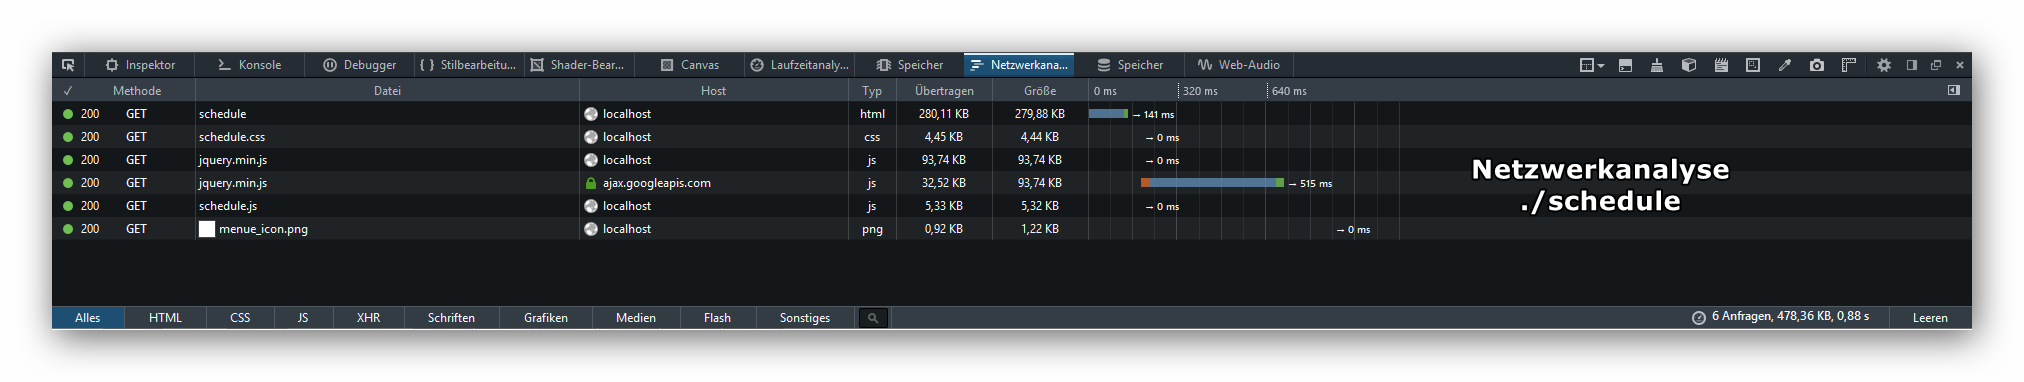 Inspektor Konsole Debugger { } Stilbearbeitu... Shader-Bear... Canvas Laufzeitanaly... Speicher Netzwerkana... Speicher Web-Audio
✓ Methode Datei Host Typ Übertragen Größe 0 ms 320 ms 640 ms
200 GET schedule localhost html 280,11 KB 279,88 KB → 141 ms
200 GET schedule.css localhost css 4,45 KB 4,44 KB → 0 ms
200 GET jquery.min.js localhost js 93,74 KB 93,74 KB → 0 ms
200 GET jquery.min.js ajax.googleapis.com js 32,52 KB 93,74 KB → 515 ms
200 GET schedule.js localhost js 5,33 KB 5,32 KB → 0 ms
200 GET menue_icon.png localhost png 0,92 KB 1,22 KB → 0 ms
Netzwerkanalyse
./schedule
Alles HTML CSS JS XHR Schriften Grafiken Medien Flash Sonstiges 6 Anfragen, 478,36 KB, 0,88 s Leeren